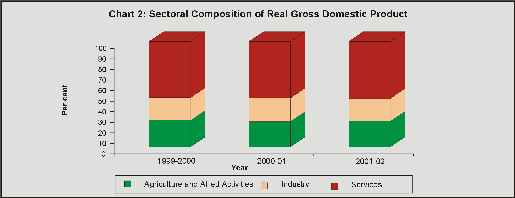 Chart 2: Sectoral Composition of Real Gross Domestic Product
100
90
80
70
60
50
40
30
20
10
0
Per cent
1999-2000 2000-01 2001-02
Year
Agriculture and Allied Activities Industry Services